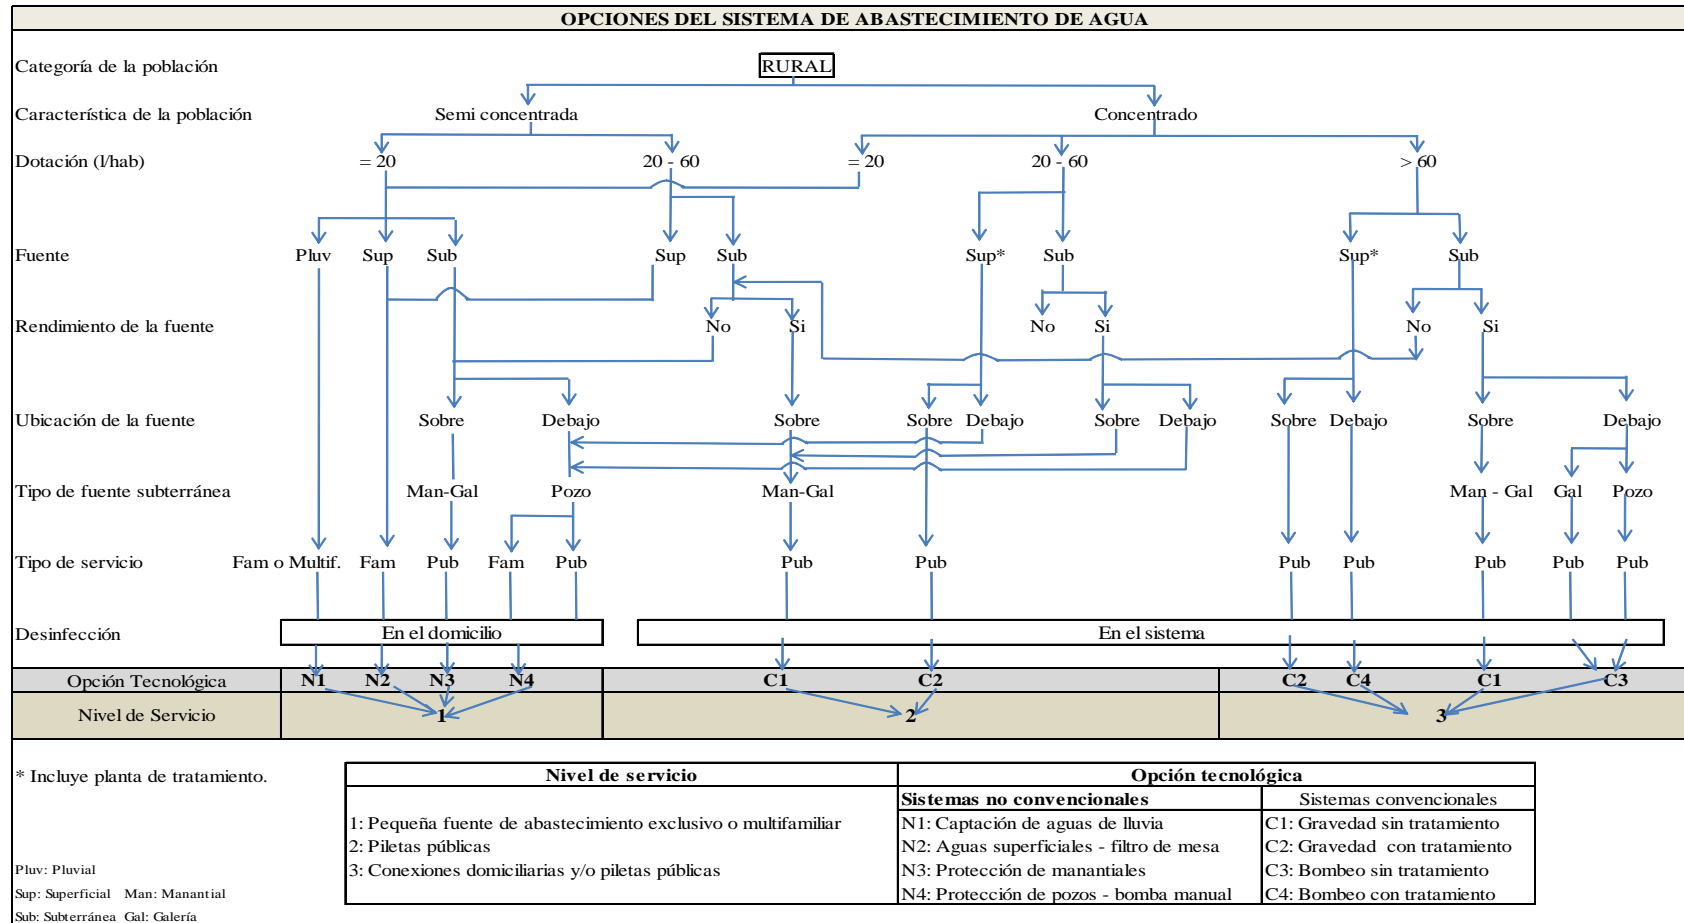 OPCIONES DEL SISTEMA DE ABASTECIMIENTO DE AGUA
Categoría de la población RURAL
Característica de la población Semi concentrada Concentrado
Dotación (l/hab) = 20 20 - 60 = 20 20 - 60 > 60
Fuente Pluv Sup Sub Sup Sub Sup* Sub Sup* Sub
Rendimiento de la fuente No Si No Si No Si
Ubicación de la fuente Sobre Debajo Sobre Sobre Debajo Sobre Debajo Sobre Debajo Sobre Debajo
Tipo de fuente subterránea Man-Gal Pozo Man-Gal Man - Gal Gal Pozo
Tipo de servicio Fam o Multif. Fam Pub Fam Pub Pub Pub Pub Pub Pub Pub Pub
Desinfección En el domicilio En el sistema
Opción Tecnológica N1 N2 N3 N4 C1 C2 C2 C4 C1 C3
Nivel de Servicio 1 2 3
* Incluye planta de tratamiento.
Nivel de servicio Opción tecnológica
Sistemas no convencionales Sistemas convencionales
1: Pequeña fuente de abastecimiento exclusivo o multifamiliar N1: Captación de aguas de lluvia C1: Gravedad sin tratamiento
2: Piletas públicas N2: Aguas superficiales - filtro de mesa C2: Gravedad con tratamiento
3: Conexiones domiciliarias y/o piletas públicas N3: Protección de manantiales C3: Bombeo sin tratamiento
N4: Protección de pozos - bomba manual C4: Bombeo con tratamiento
Pluv: Pluvial
Sup: Superficial Man: Manantial
Sub: Subterránea Gal: Galería